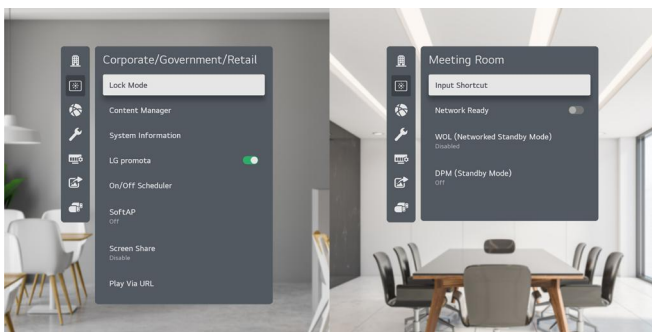 Corporate/Government/Retail
Lock Mode
Content Manager
System Information
LG promota
On/Off Scheduler
SoftAP
Off
Screen Share
Disable
Play Via URL
Meeting Room
Input Shortcut
Network Ready
WOL (Networked Standby Mode)
Disabled
DPM (Standby Mode)
Off